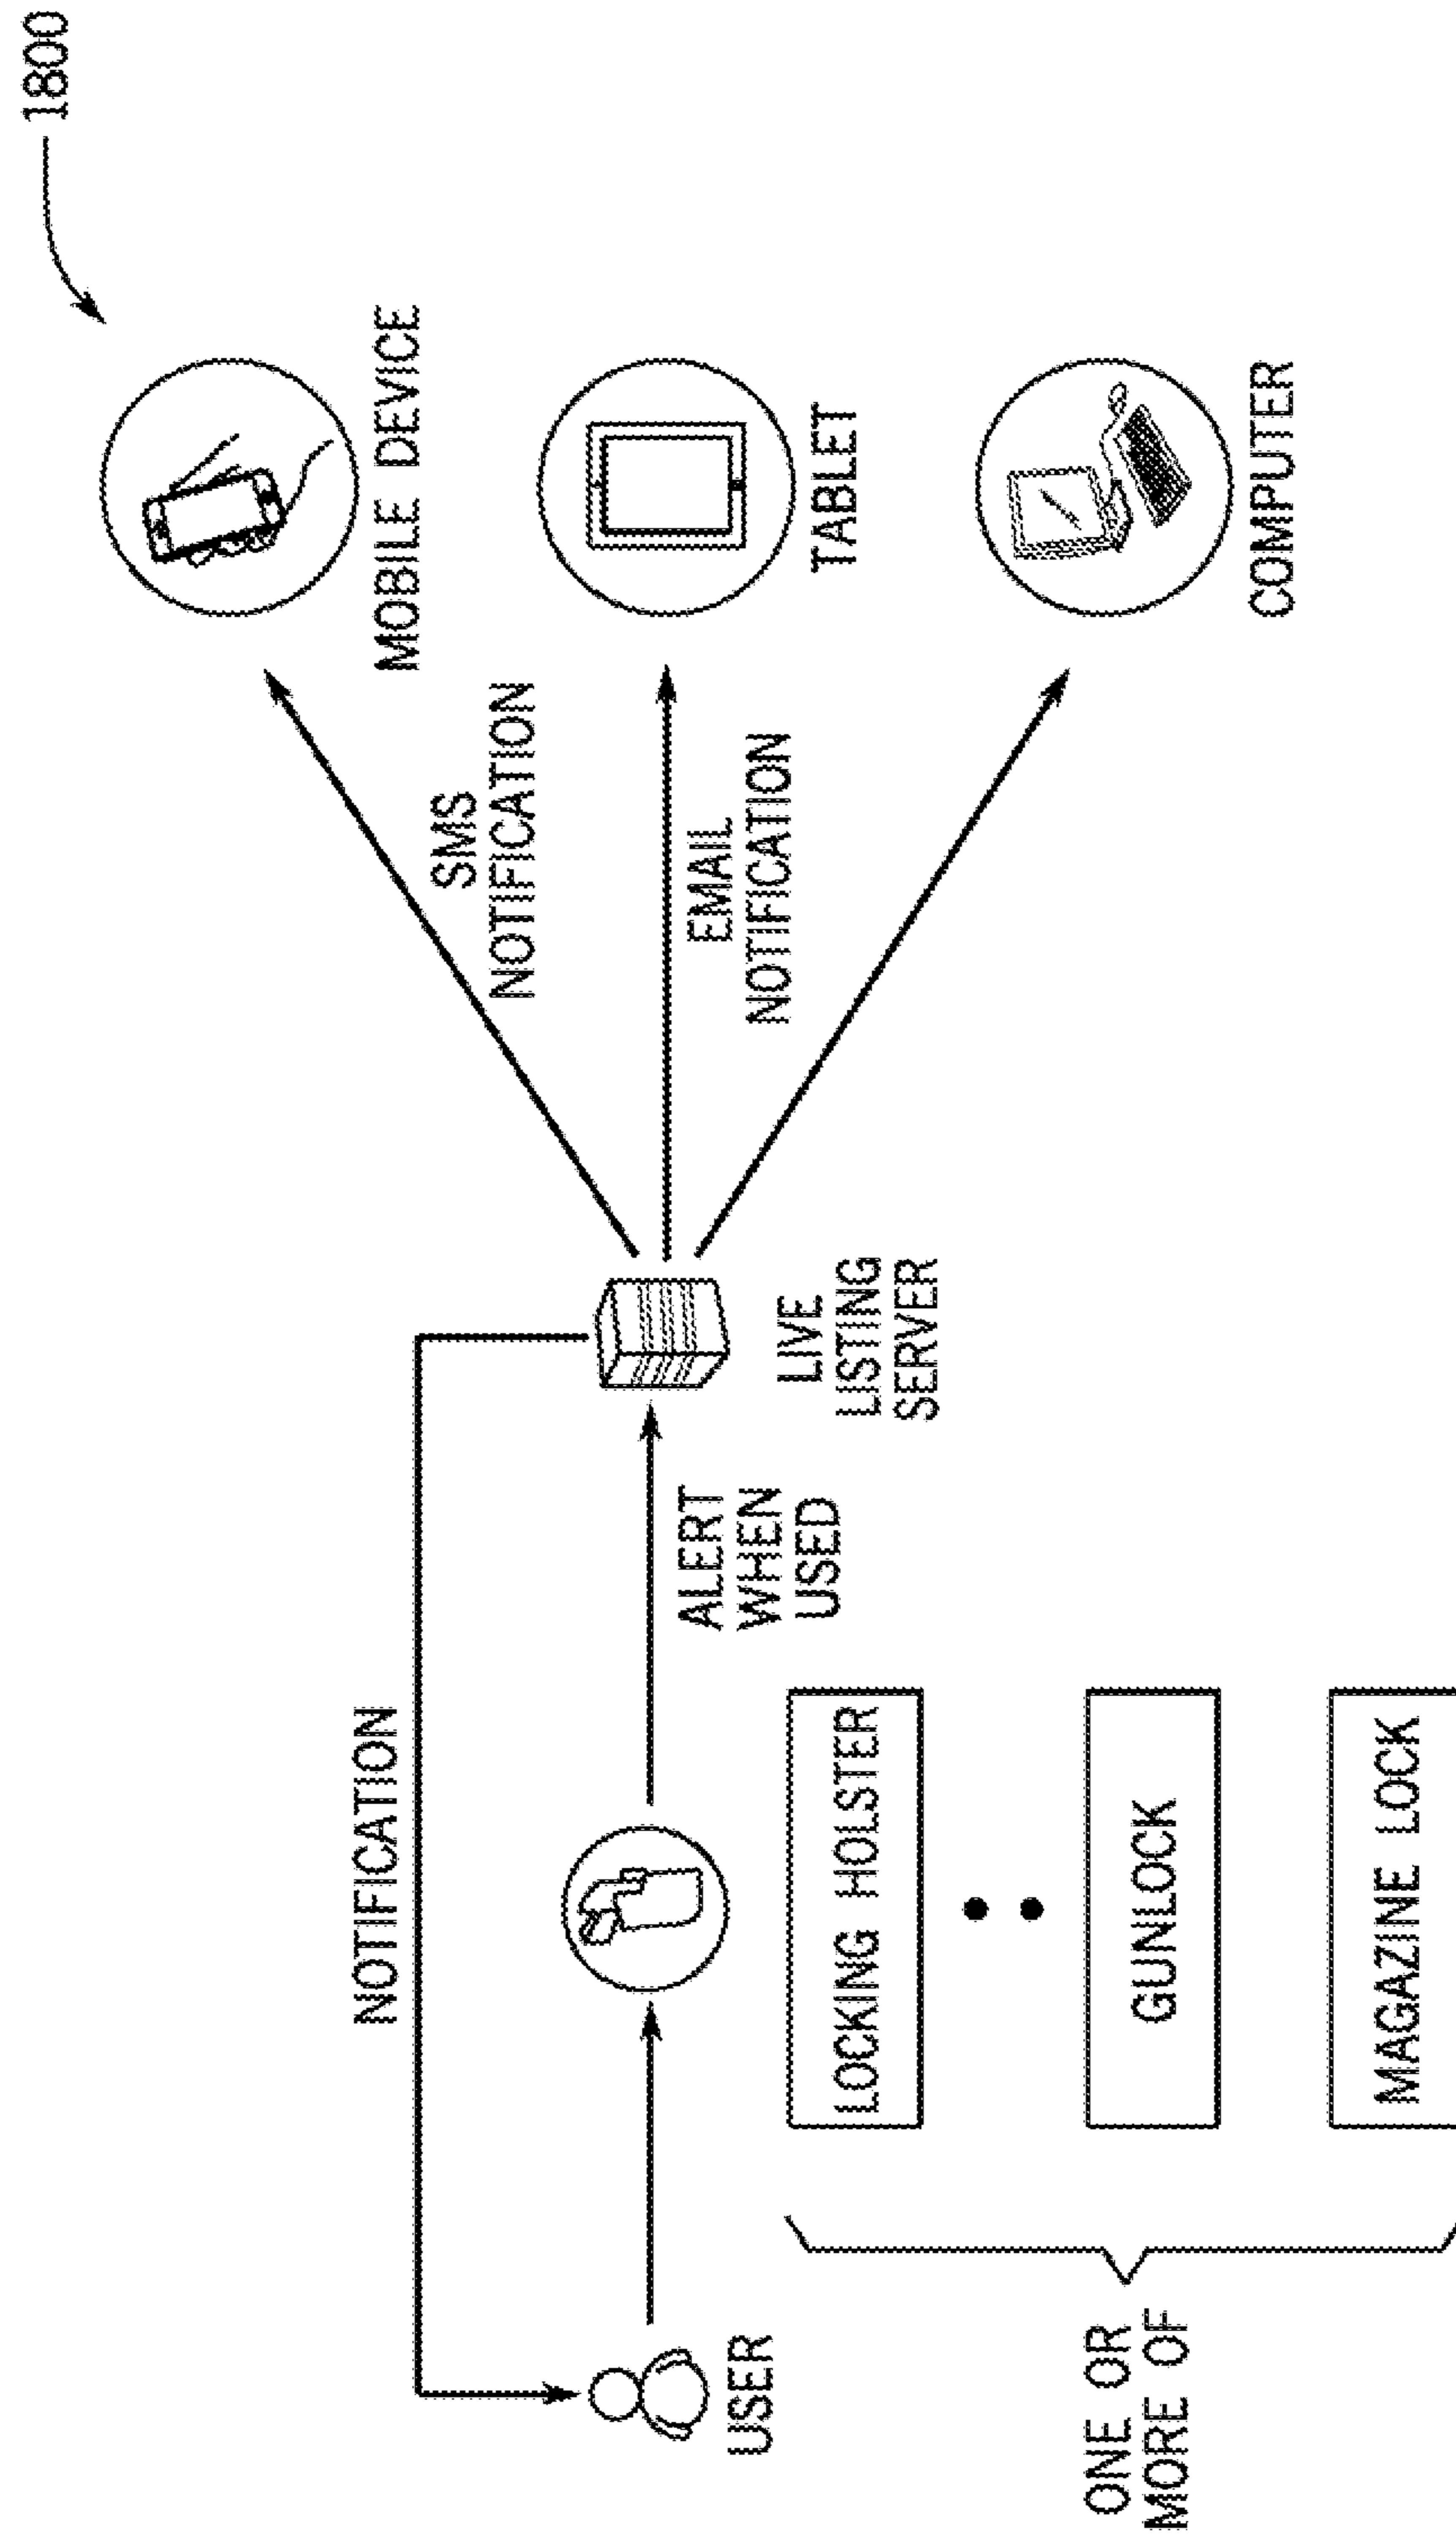 1800
NOTIFICATION
USER
ALERT
WHEN
USED
LIVE
LISTING
SERVER
SMS
NOTIFICATION
EMAIL
NOTIFICATION
MOBILE DEVICE
TABLET
COMPUTER
ONE OR
MORE OF
LOCKING HOLSTER
GUNLOCK
MAGAZINE LOCK